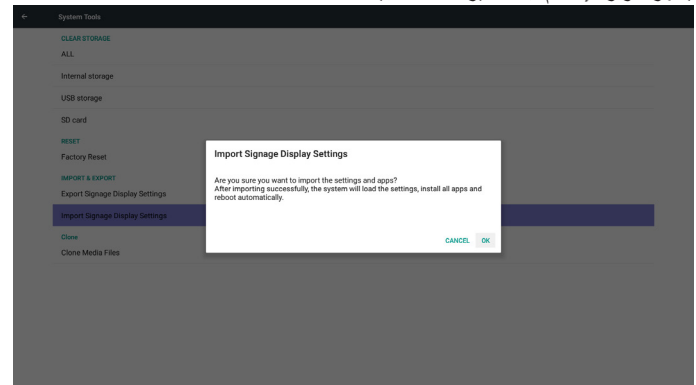 System Tools
CLEAR STORAGE
ALL
Internal storage
USB storage
SD card
RESET
Factory Reset
IMPORT & EXPORT
Export Signage Display Settings
Import Signage Display Settings
Clone
Clone Media Files
Import Signage Display Settings
Are you sure you want to import the settings and apps?
After importing successfully, the system will load the settings, install all apps and
reboot automatically.
CANCEL OK